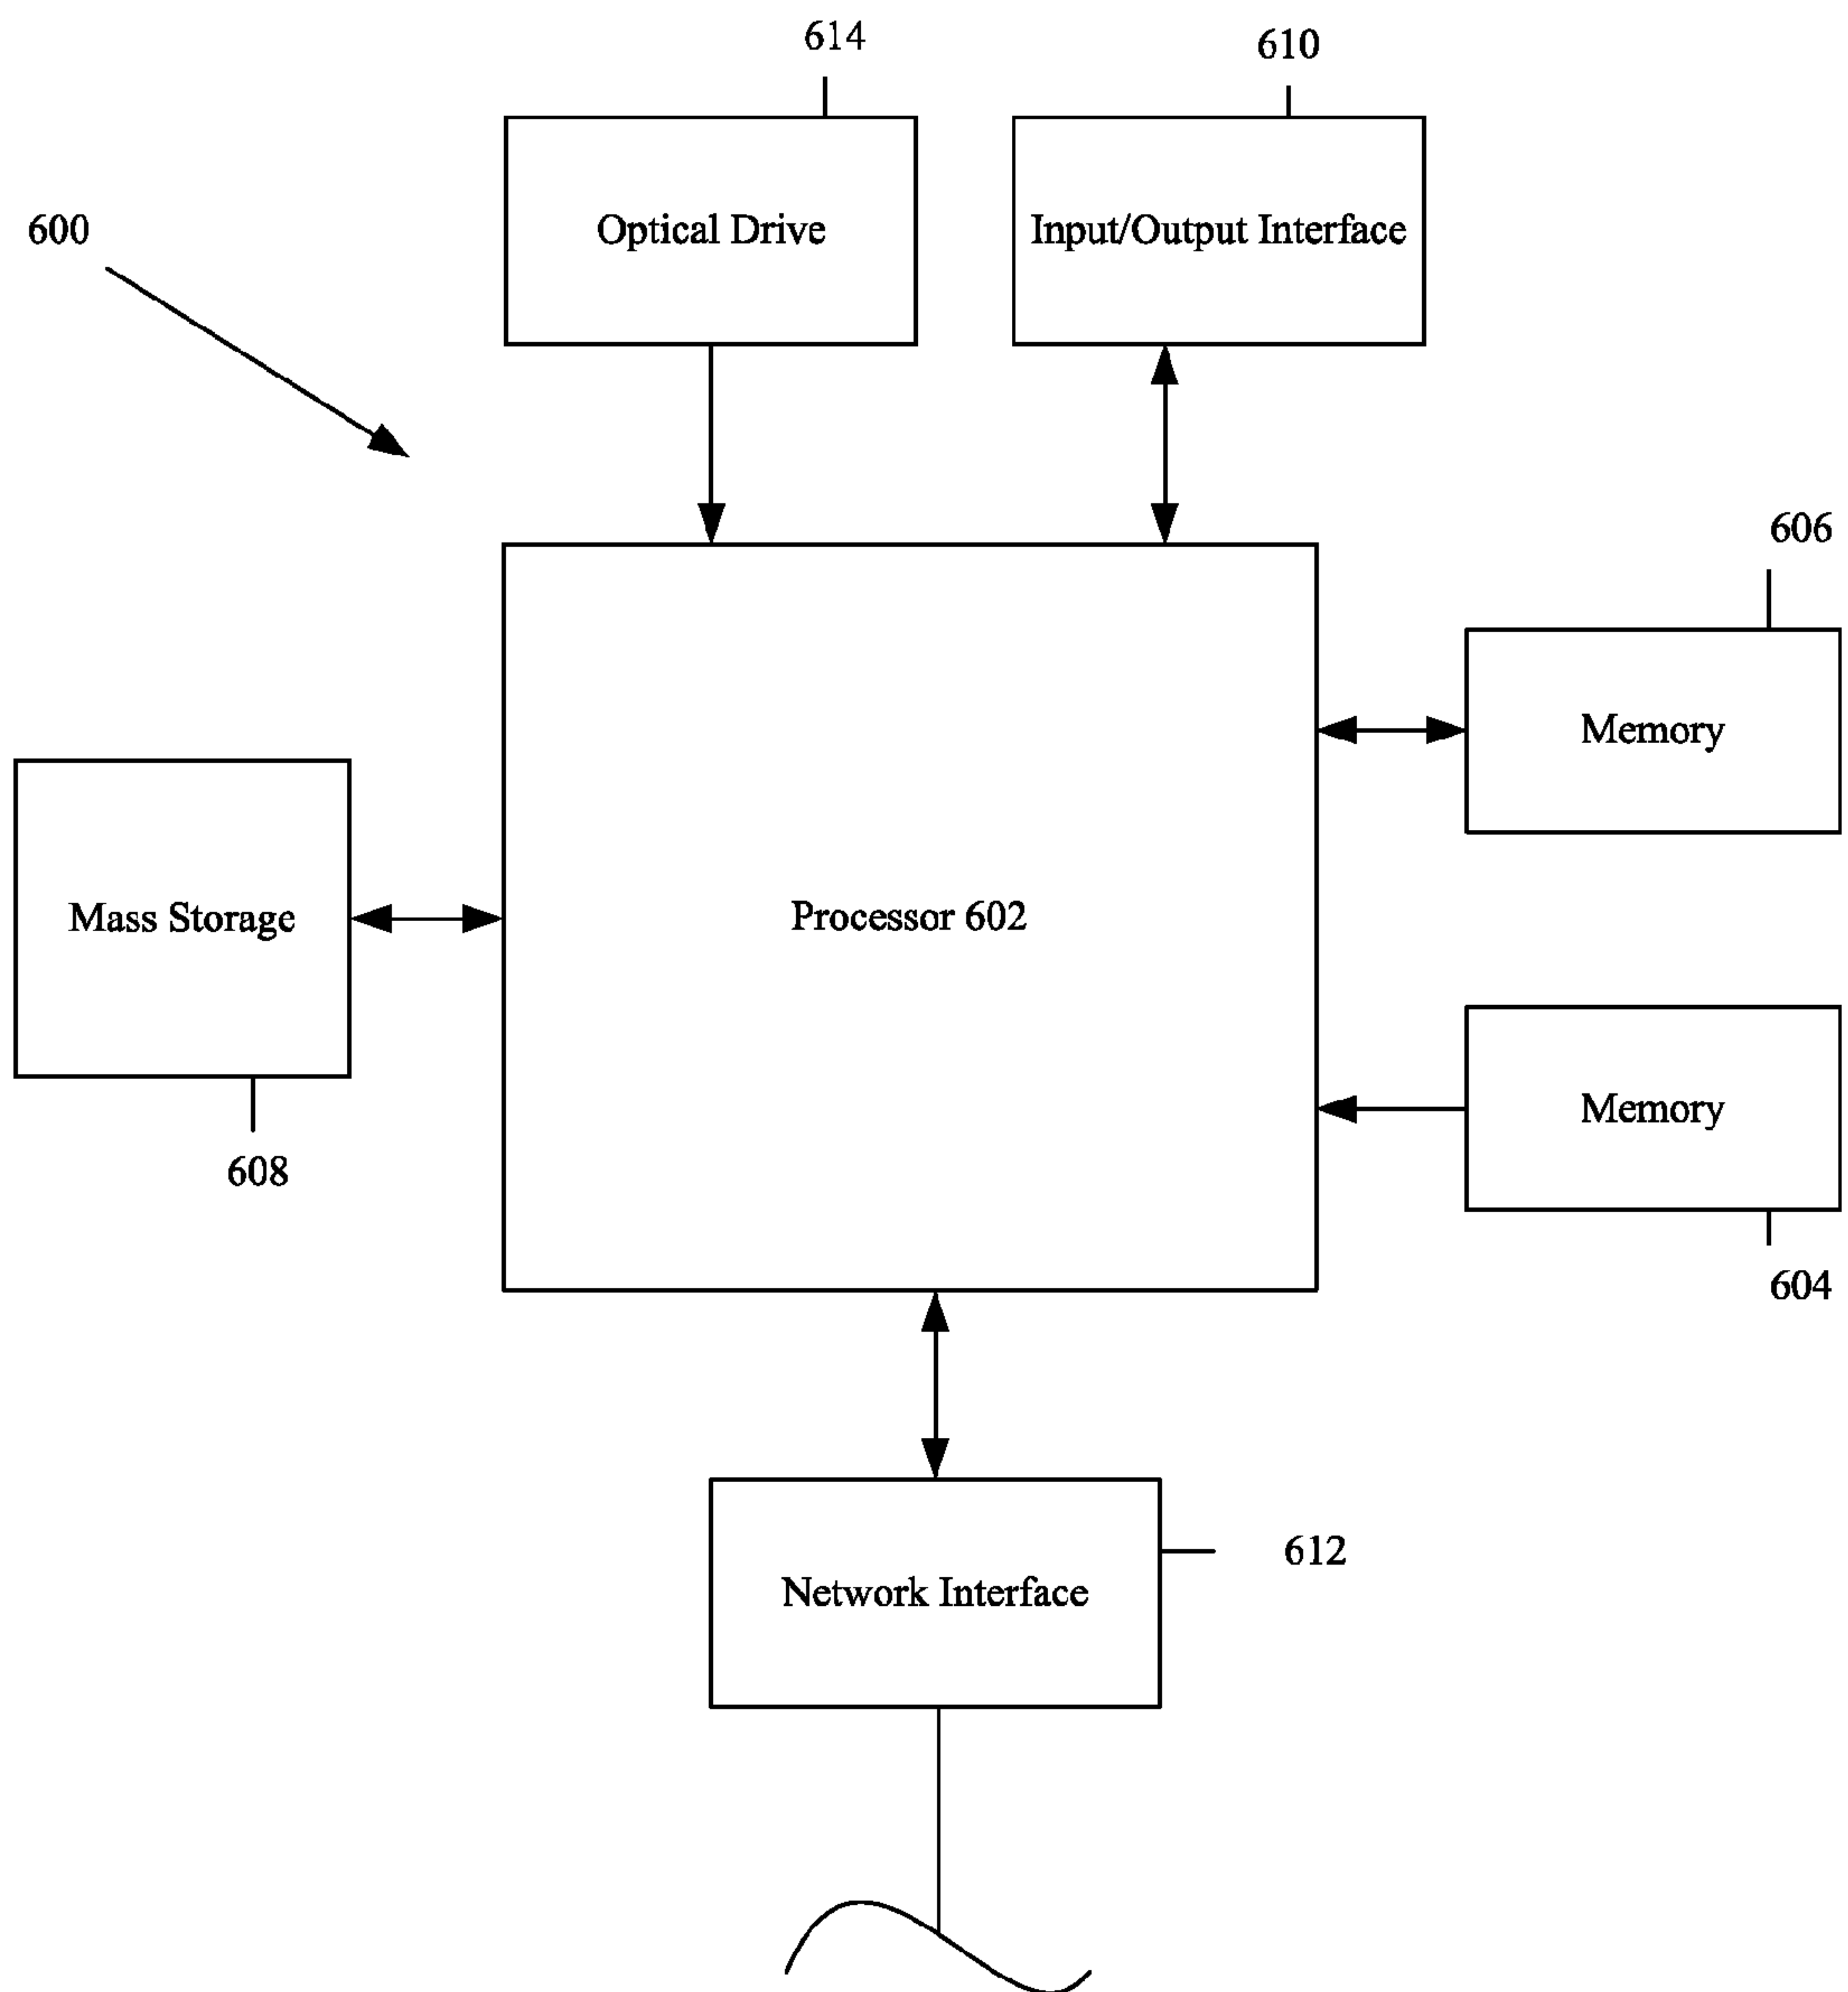 614
610
600
Optical Drive
Input/Output Interface
606
Memory
Mass Storage
Processor 602
Memory
608
604
612
Network Interface